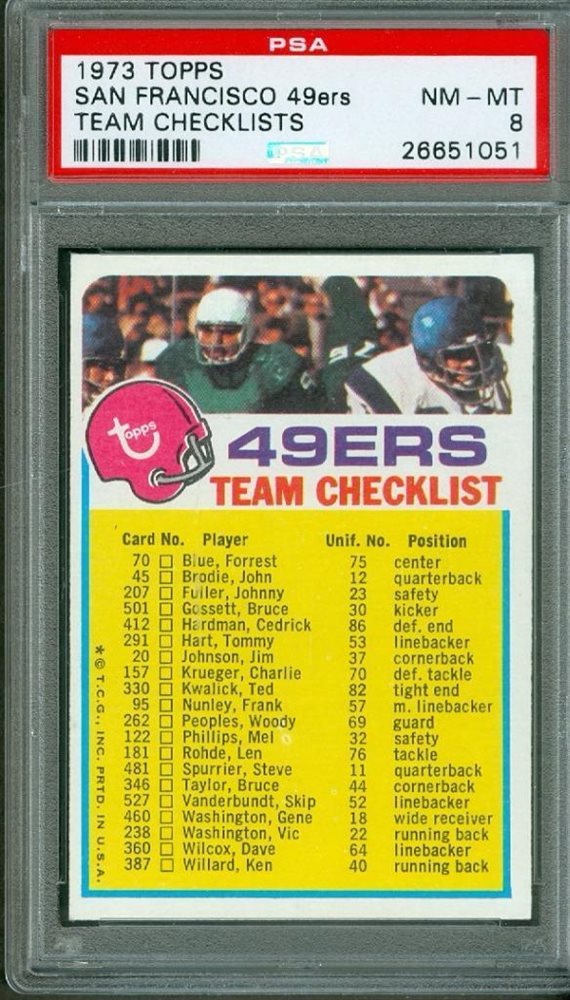 PSA
1973 TOPPS
SAN FRANCISCO 49ers NM - MT
TEAM CHECKLISTS 8
PSA 26651051
topps
49ERS
TEAM CHECKLIST
Card No. Player Unif. No. Position
70 Blue, Forrest 75 center
45 Brodie, John 12 quarterback
207 Fuller, Johnny 23 safety
501 Gossett, Bruce 30 kicker
412 Hardman, Cedrick 86 def. end
291 Hart, Tommy 53 linebacker
20 Johnson, Jim 37 cornerback
157 Krueger, Charlie 70 def. tackle
330 Kwalick, Ted 82 tight end
95 Nunley, Frank 57 m. linebacker
262 Peoples, Woody 69 guard
122 Phillips, Mel 32 safety
181 Rohde, Len 76 tackle
481 Spurrier, Steve 11 quarterback
346 Taylor, Bruce 44 cornerback
527 Vanderbundt, Skip 52 linebacker
460 Washington, Gene 18 wide receiver
238 Washington, Vic 22 running back
360 Wilcox, Dave 64 linebacker
387 Willard, Ken 40 running back
* © T.C.G., INC. PRTD. IN U.S.A.